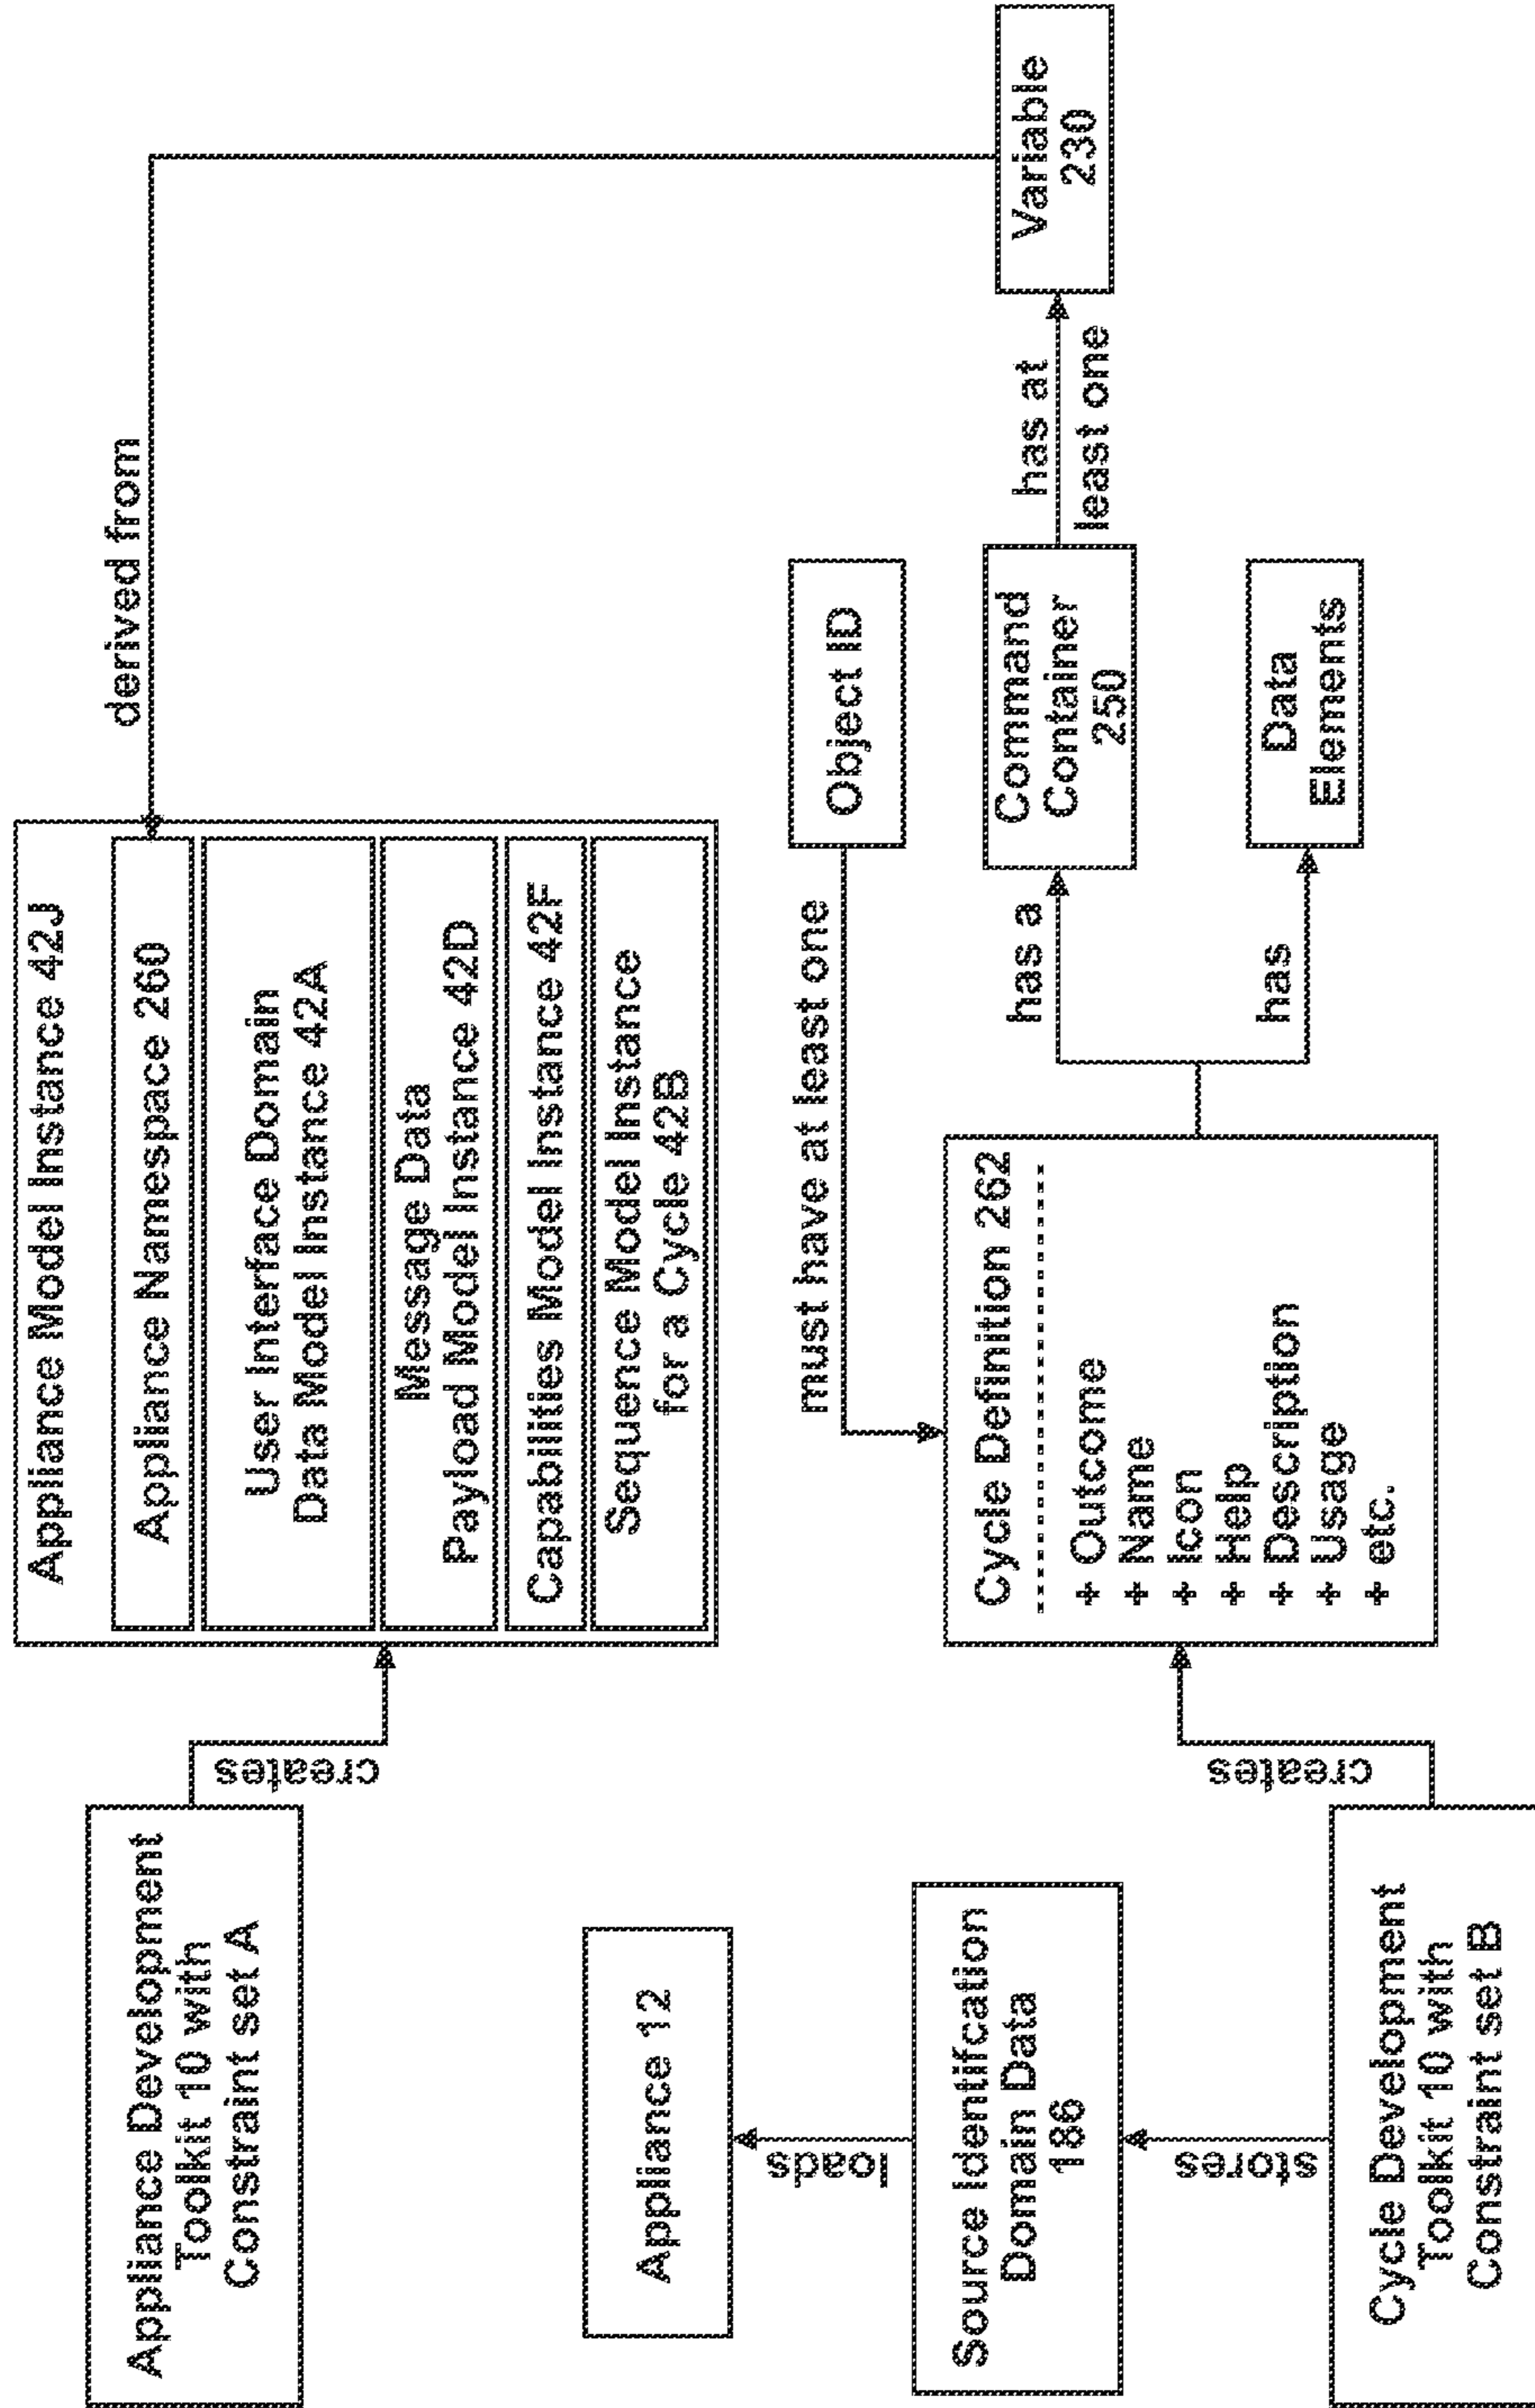 Appliance Development
Toolkit 10 with
Constraint set A
creates
Appliance Model Instance 42J
Appliance Namespace 260
User Interface Domain
Data Model Instance 42A
Message Data
Payload Model Instance 42D
Capabilities Model Instance 42F
Sequence Model Instance
for a Cycle 42B
derived from
Appliance 12
loads
Source Identifcation
Domain Data
186
stores
Cycle Development
Toolkit 10 with
Constraint set B
creates
must have at least one
Object ID
Cycle Definition 262
+ Outcome
+ Name
+ Icon
+ Help
+ Description
+ Usage
+ etc.
has a
Command
Container
250
has at
least one
Variable
230
has
Data
Elements